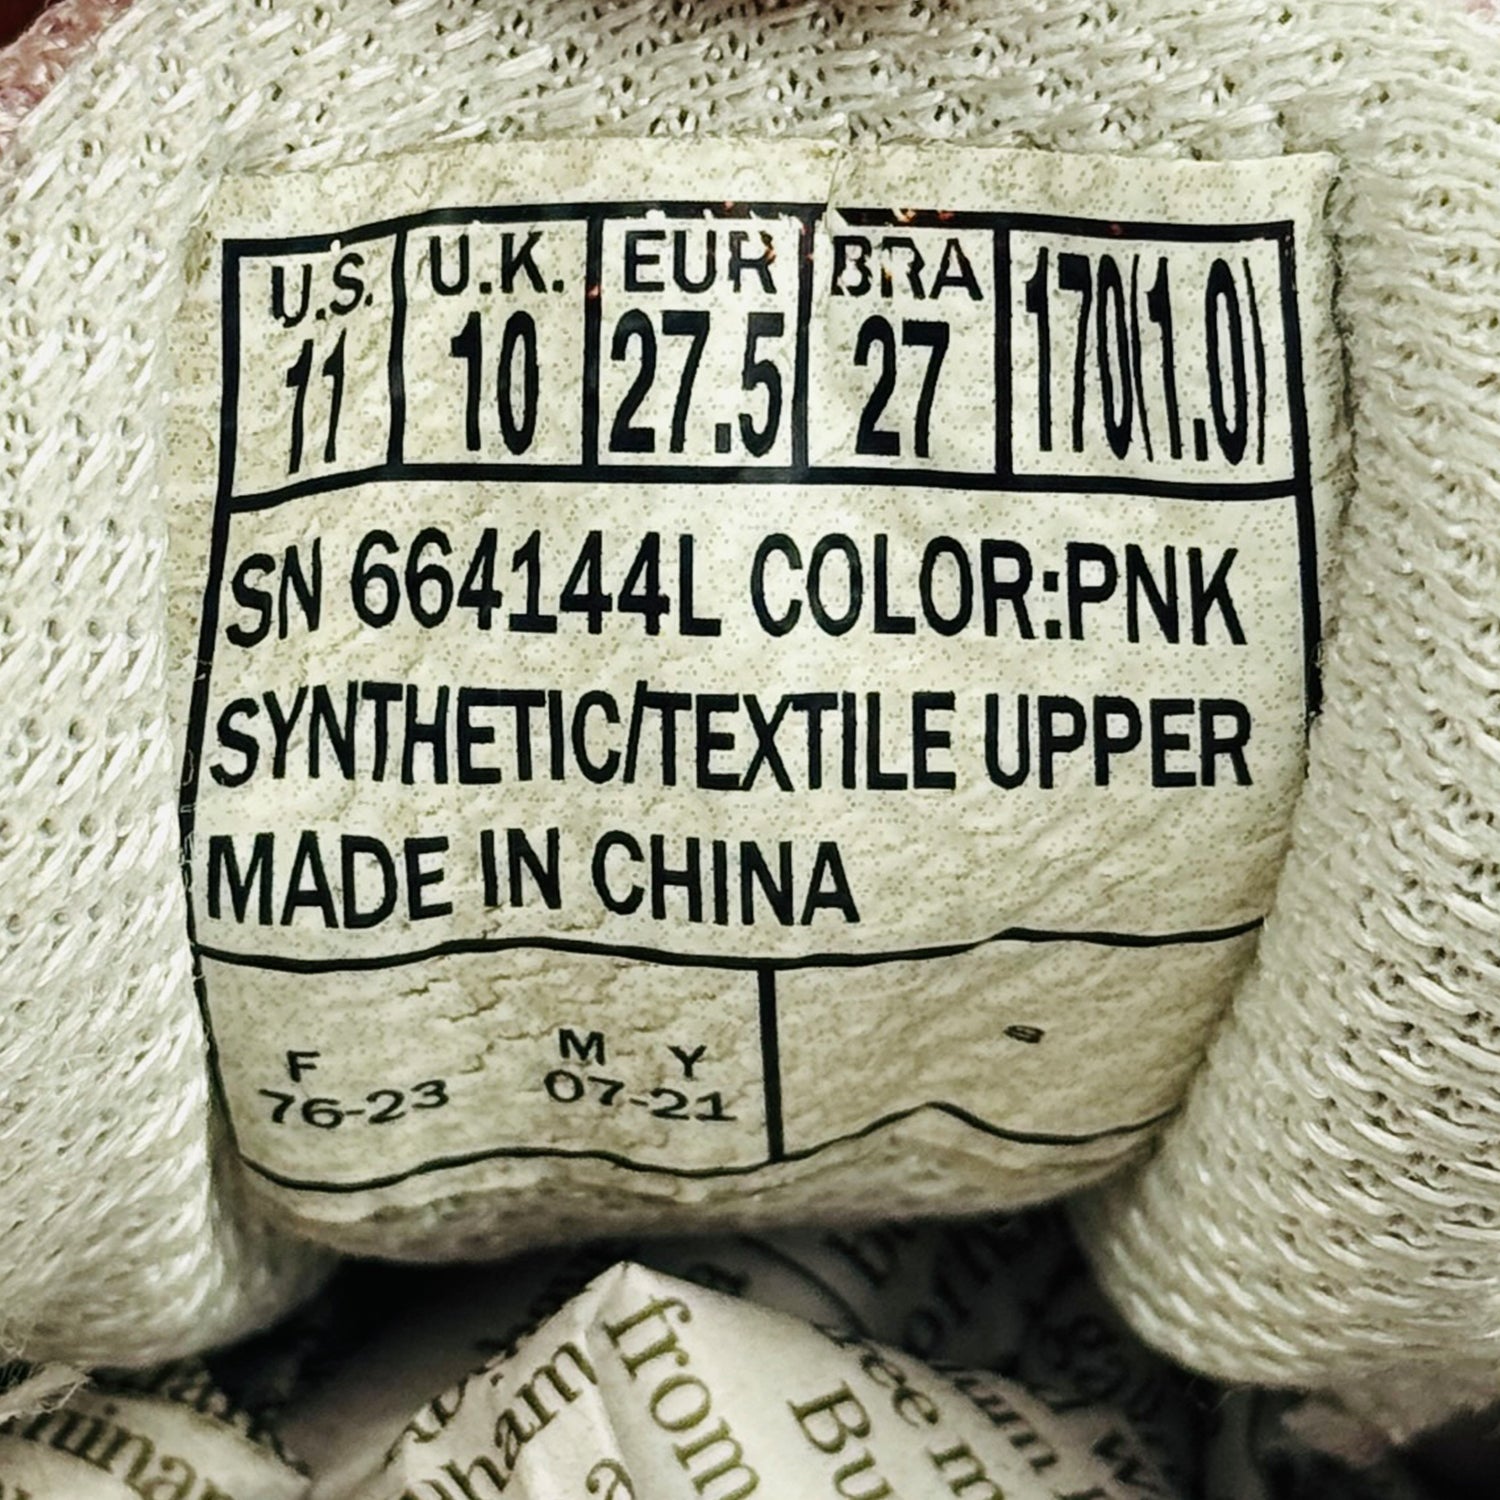 U.S. U.K. EUR BRA 170(1.0)
11 10 27.5 27
SN 664144L COLOR:PNK
SYNTHETIC/TEXTILE UPPER
MADE IN CHINA
F M Y
76-23 07-21
from
Bu